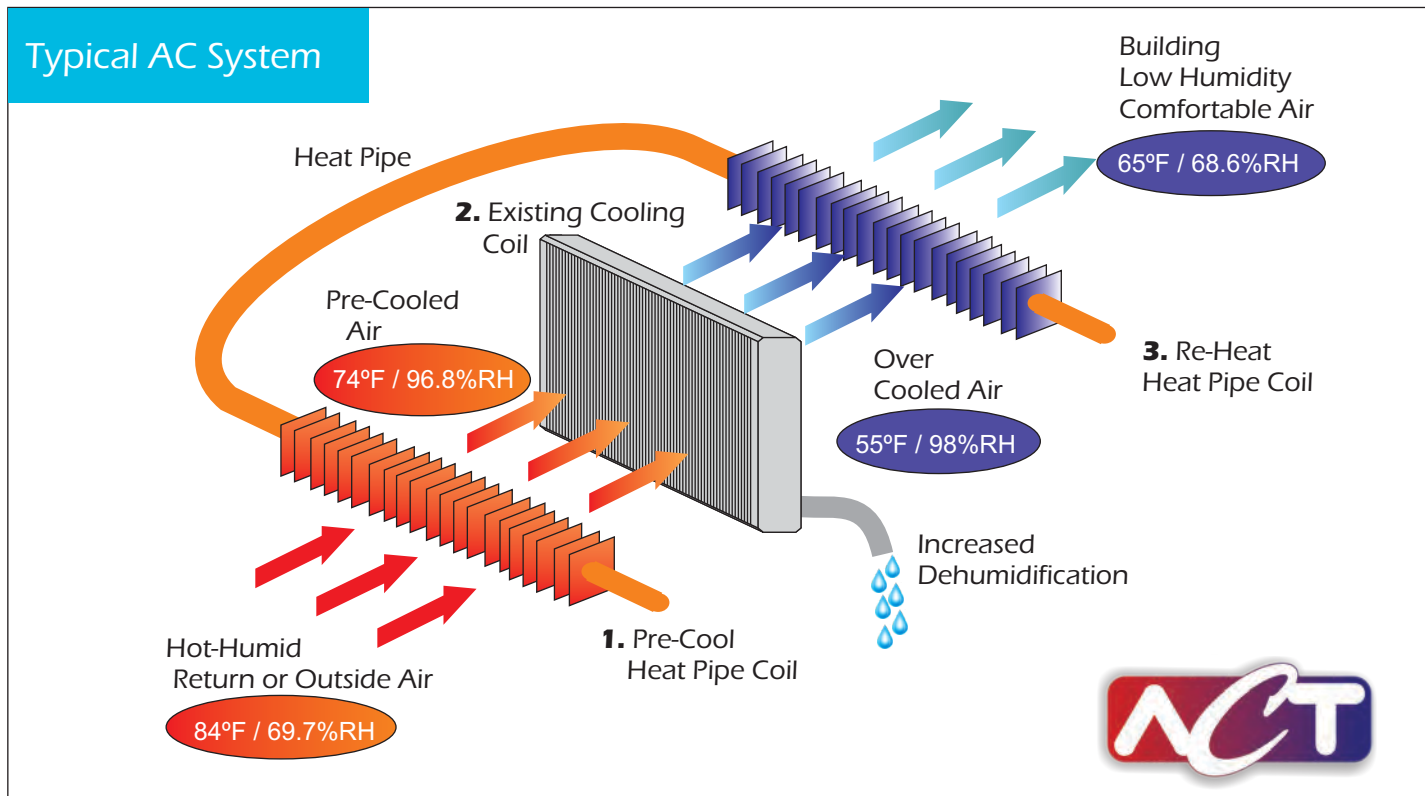 Typical AC System
Building
Low Humidity
Comfortable Air
65ºF / 68.6%RH
Heat Pipe
2. Existing Cooling
Coil
Pre-Cooled
Air
74ºF / 96.8%RH
3. Re-Heat
Heat Pipe Coil
Over
Cooled Air
55ºF / 98%RH
Increased
Dehumidification
1. Pre-Cool
Heat Pipe Coil
Hot-Humid
Return or Outside Air
84ºF / 69.7%RH
ACT